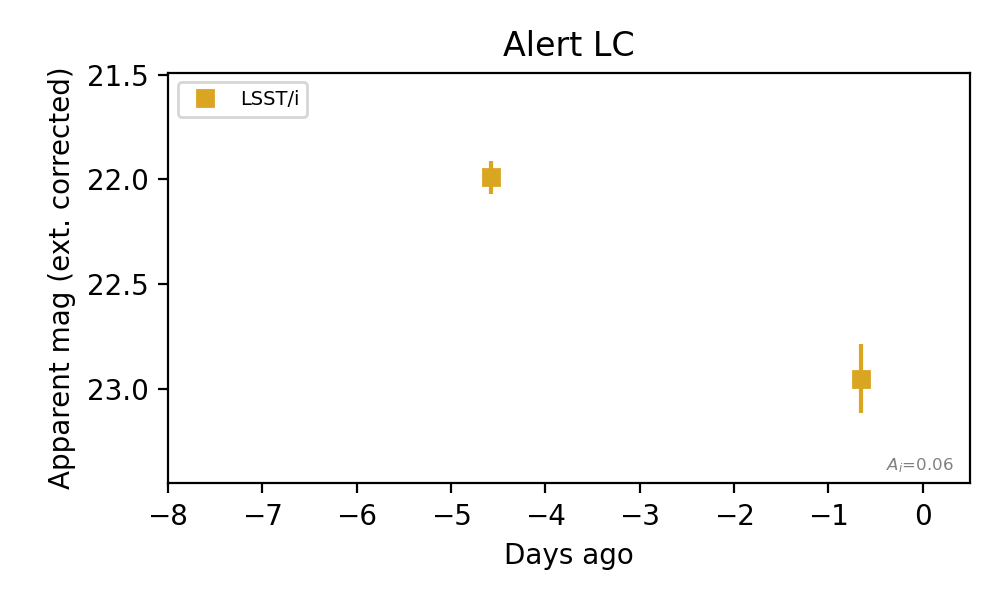 Alert LC
LSST/i
Apparent mag (ext. corrected)
21.5
22.0
22.5
23.0
A_i=0.06
−8 −7 −6 −5 −4 −3 −2 −1 0
Days ago